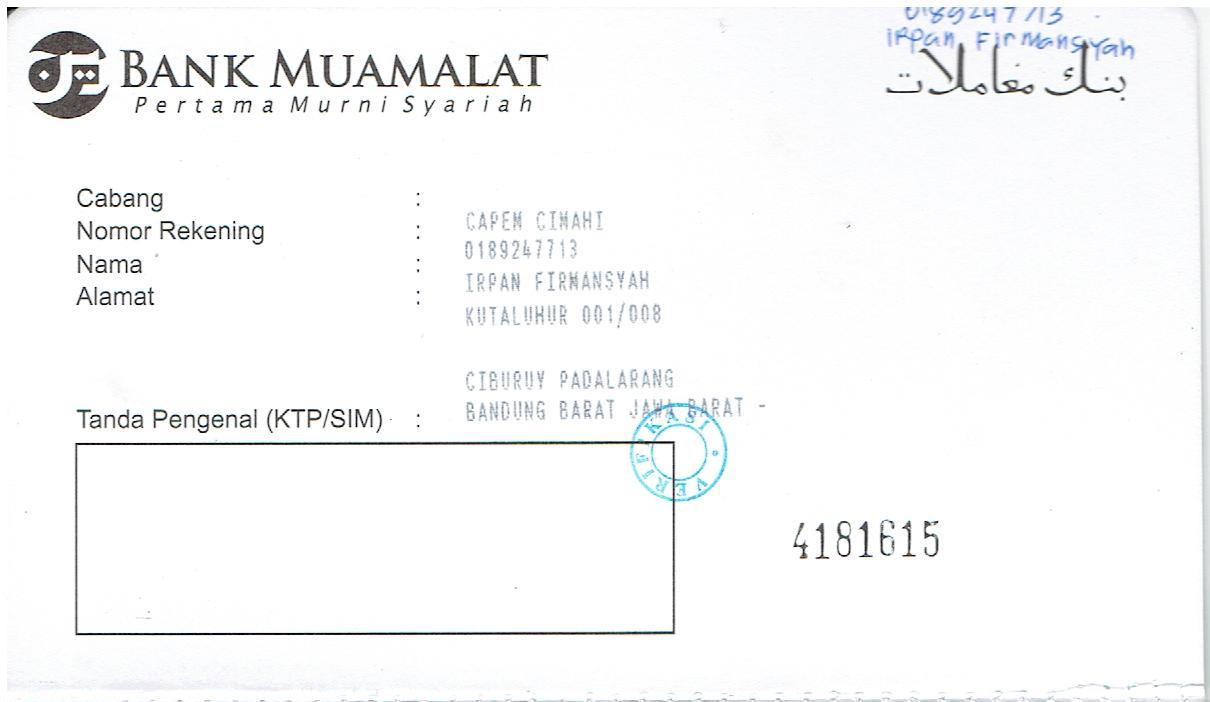 0189247713
IRPan Firmansyah
BANK MUAMALAT
Pertama Murni Syariah
بنك معاملات
Cabang : CAPEM CIMAHI
Nomor Rekening : 0189247713
Nama : IRPAN FIRMANSYAH
Alamat : KUTALUHUR 001/008
CIBURUY PADALARANG
BANDUNG BARAT JAWA BARAT -
Tanda Pengenal (KTP/SIM) :
VERIFIKASI
4181615